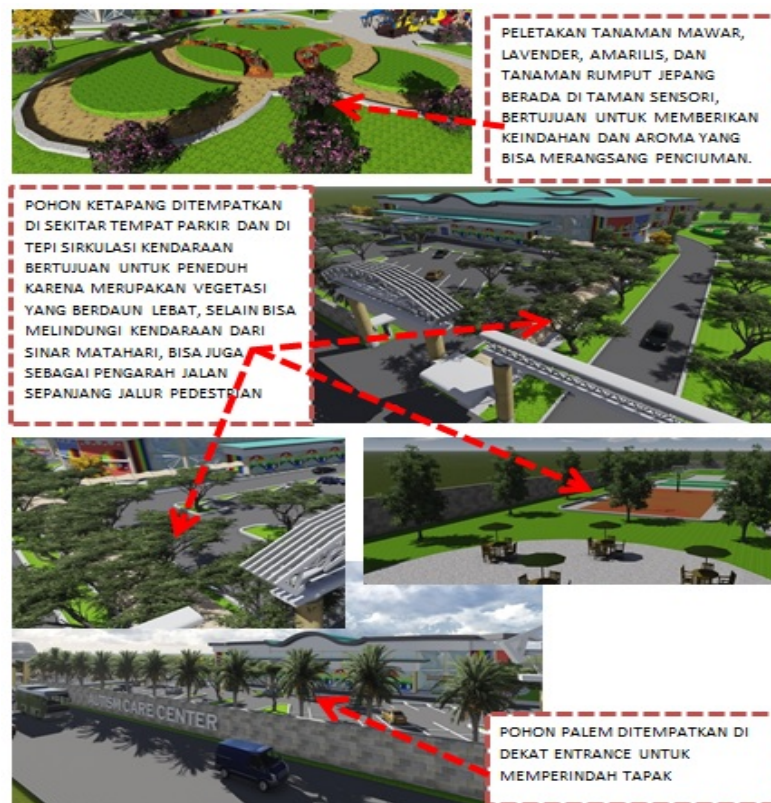 PELETAKAN TANAMAN MAWAR,
LAVENDER, AMARILIS, DAN
TANAMAN RUMPUT JEPANG
BERADA DI TAMAN SENSORI,
BERTUJUAN UNTUK MEMBERIKAN
KEINDAHAN DAN AROMA YANG
BISA MERANGSANG PENCIUMAN.
POHON KETAPANG DITEMPATKAN
DI SEKITAR TEMPAT PARKIR DAN DI
TEPI SIRKULASI KENDARAAN
BERTUJUAN UNTUK PENEDUH
KARENA MERUPAKAN VEGETASI
YANG BERDAUN LEBAT, SELAIN BISA
MELINDUNGI KENDARAAN DARI
SINAR MATAHARI, BISA JUGA
SEBAGAI PENGARAH JALAN
SEPANJANG JALUR PEDESTRIAN
CARE CENTER
POHON PALEM DITEMPATKAN DI
DEKAT ENTRANCE UNTUK
MEMPERINDAH TAPAK